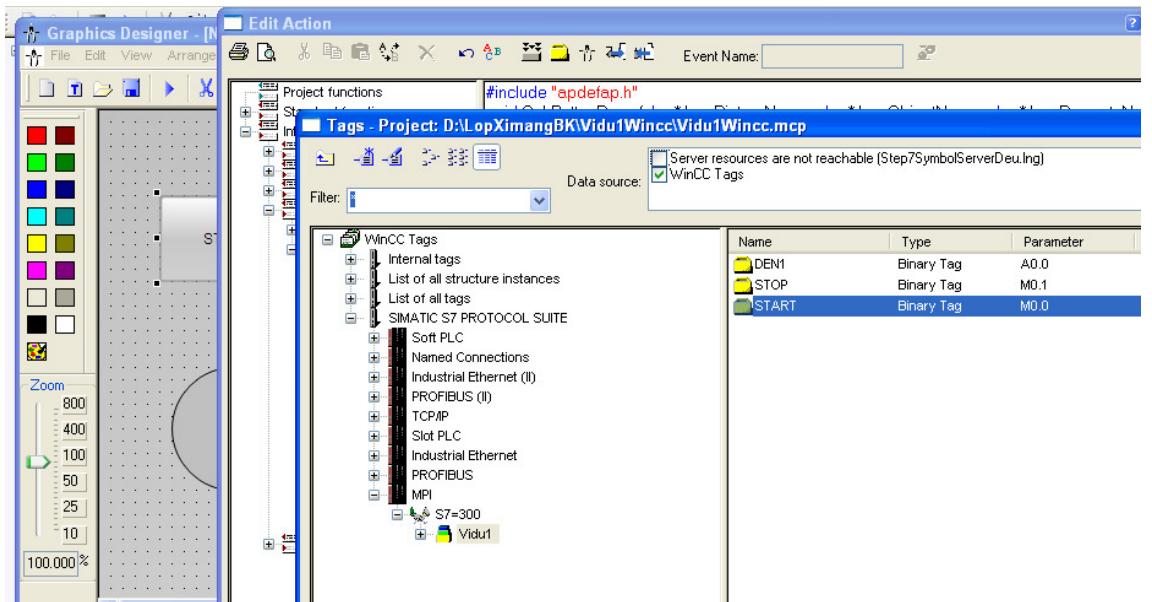 Graphics Designer - [N
File Edit View Arrange
Edit Action
Event Name:
Project functions
#include "apdefap.h"
Tags - Project: D:\LopXimangBK\Vidu1Wincc\Vidu1Wincc.mcp
Data source:
Server resources are not reachable (Step7SymbolServerDeu.lng)
WinCC Tags
Filter: *
WinCC Tags
Internal tags
List of all structure instances
List of all tags
SIMATIC S7 PROTOCOL SUITE
Soft PLC
Named Connections
Industrial Ethernet (II)
PROFIBUS (II)
TCP/IP
Slot PLC
Industrial Ethernet
PROFIBUS
MPI
S7=300
Vidu1
Name Type Parameter
DEN1 Binary Tag A0.0
STOP Binary Tag M0.1
START Binary Tag M0.0
Zoom
800
400
100
50
25
10
100.000 %